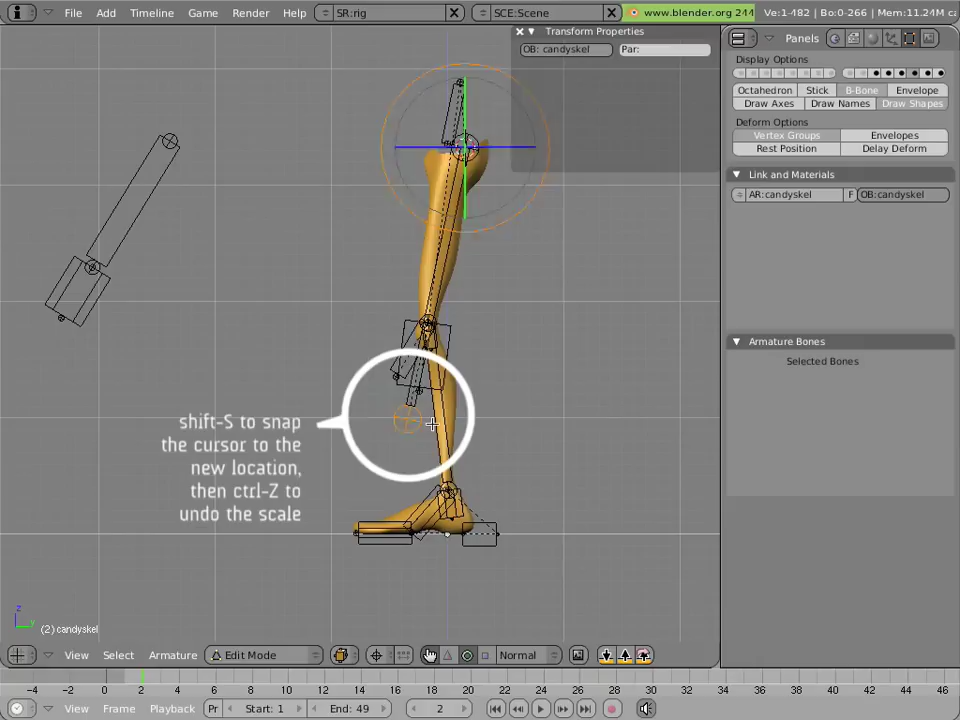 File Add Timeline Game Render Help SR:rig SCE:Scene www.blender.org 244 Ve:1-482 | Bo:0-266 | Mem:11.24M ca
Transform Properties
OB: candyskel Par:
Panels
Display Options
Octahedron Stick B-Bone Envelope
Draw Axes Draw Names Draw Shapes
Deform Options
Vertex Groups Envelopes
Rest Position Delay Deform
Link and Materials
AR:candyskel F OB:candyskel
Armature Bones
Selected Bones
shift-S to snap
the cursor to the
new location,
then ctrl-Z to
undo the scale
z
y
(2) candyskel
View Select Armature Edit Mode Normal
-4 -2 0 2 4 6 8 10 12 14 16 18 20 22 24 26 28 30 32 34 36 38 40 42 44 46
View Frame Playback Pr Start: 1 End: 49 2